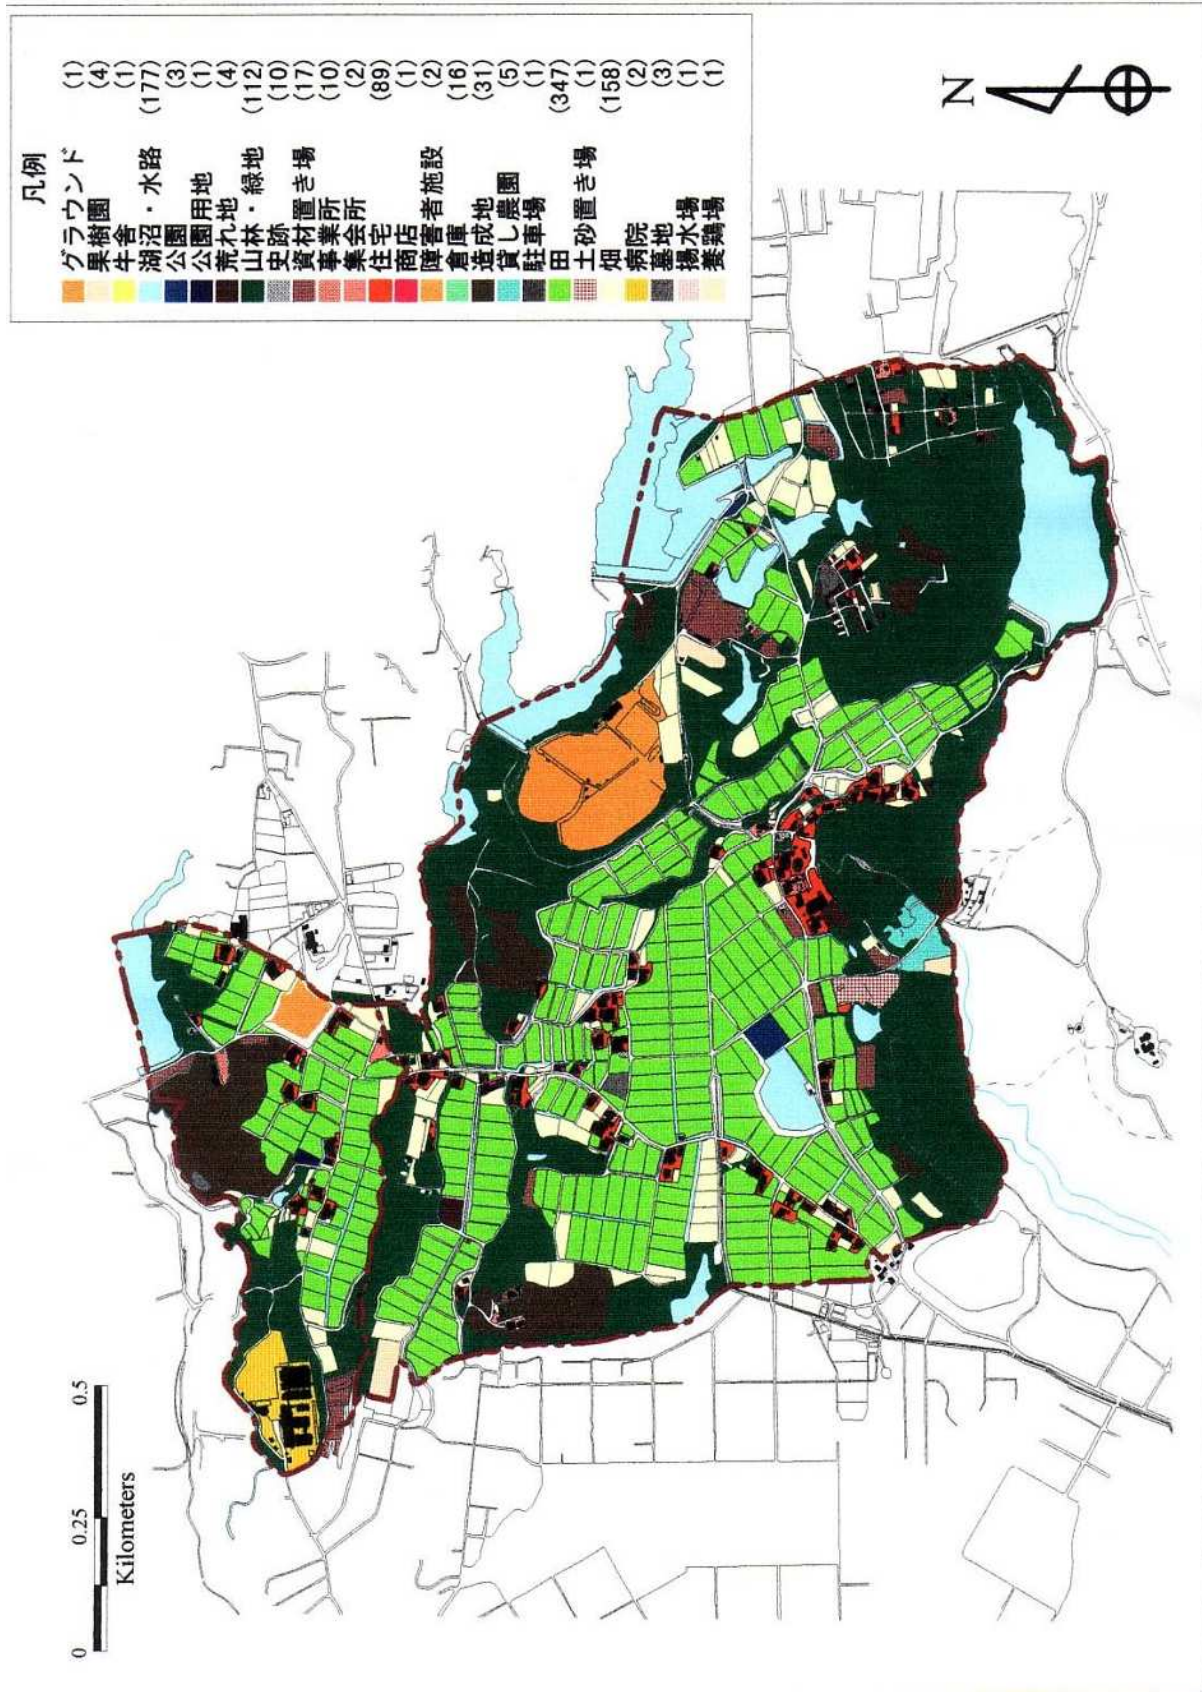 凡例
グラウンド (1)
果樹園 (4)
牛舎 (1)
湖沼・水路 (177)
公園 (3)
公園用地 (1)
荒れ地 (4)
山林・緑地 (112)
史跡 (10)
資材置き場 (17)
事業所 (10)
集会所 (2)
住宅 (89)
商店 (1)
障害者施設 (2)
倉庫 (16)
造成地 (31)
貸し農園 (5)
駐車場 (1)
田 (347)
土砂置き場 (1)
畑 (158)
病院 (2)
墓地 (3)
揚水場 (1)
養鶏場 (1)
N
0 0.25 0.5
Kilometers